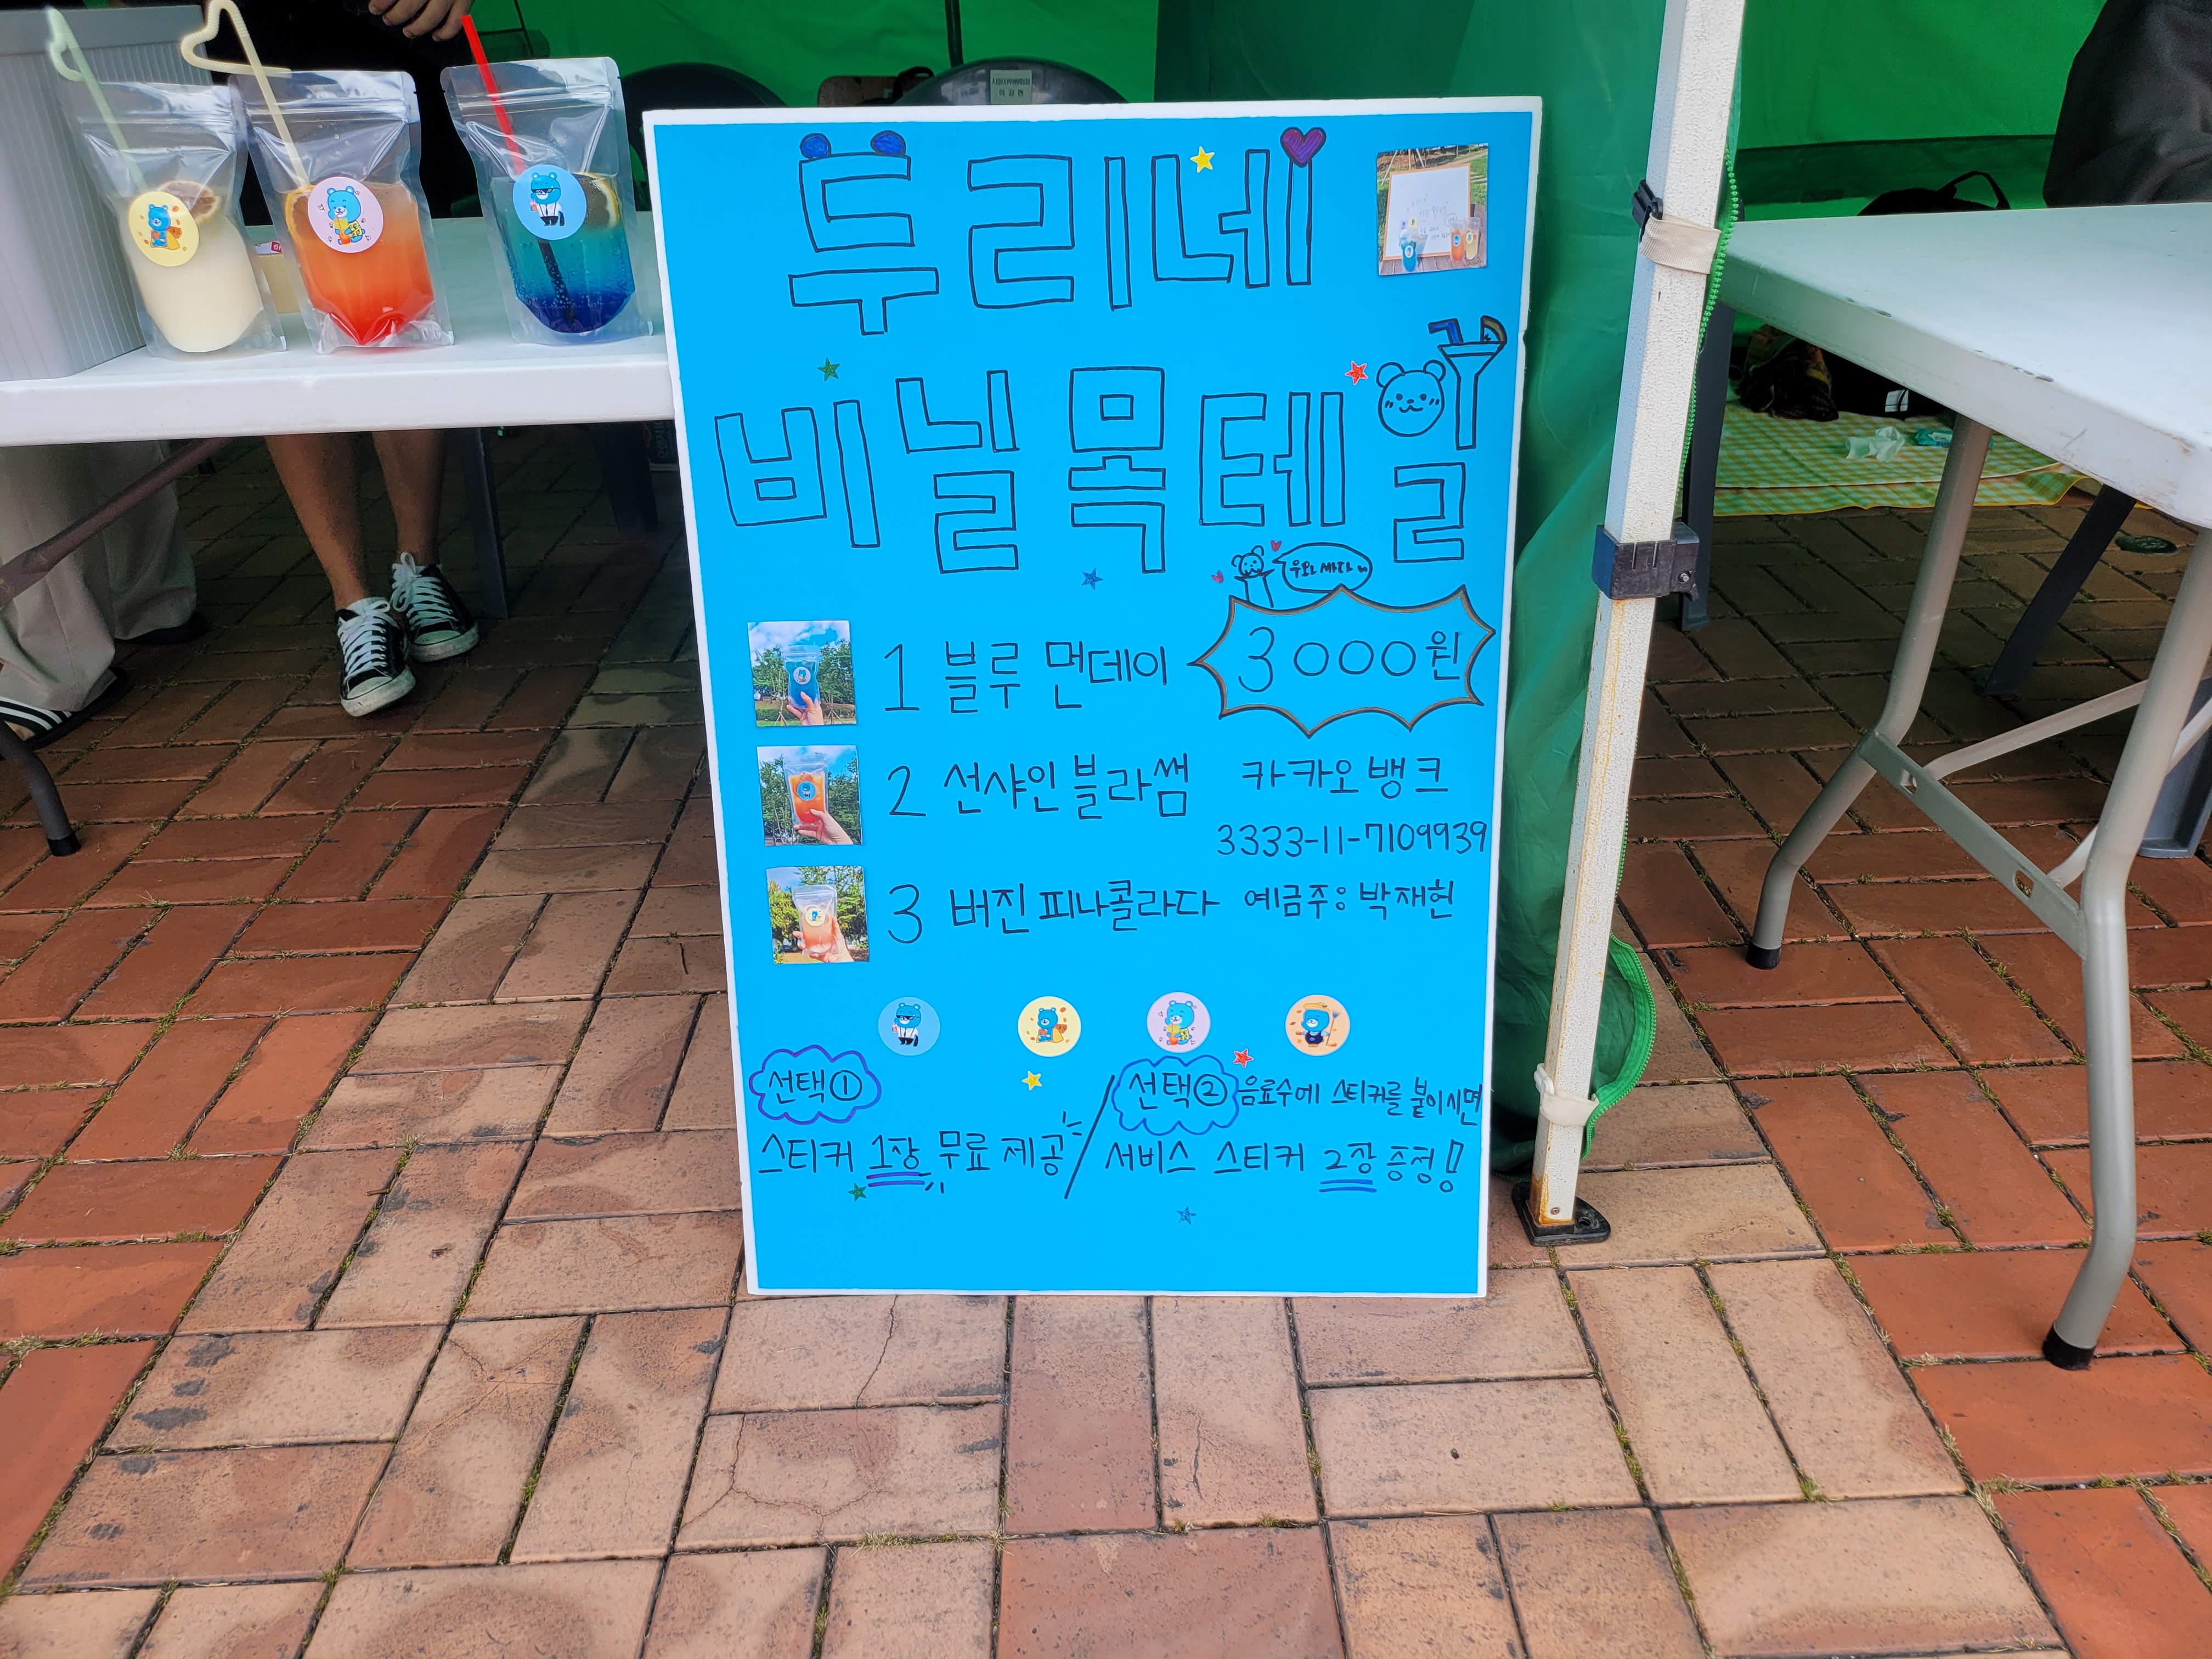 두리네
비닐 목테일
우와 싸다~
1 블루 먼데이
3000원
2 선샤인 블라썸
카카오뱅크
3333-11-7109939
3 버진 피나콜라다
예금주: 박재헌
선택①
스티커 1장 무료 제공
선택② 음료수에 스티커를 붙이시면
서비스 스티커 2장 증정!